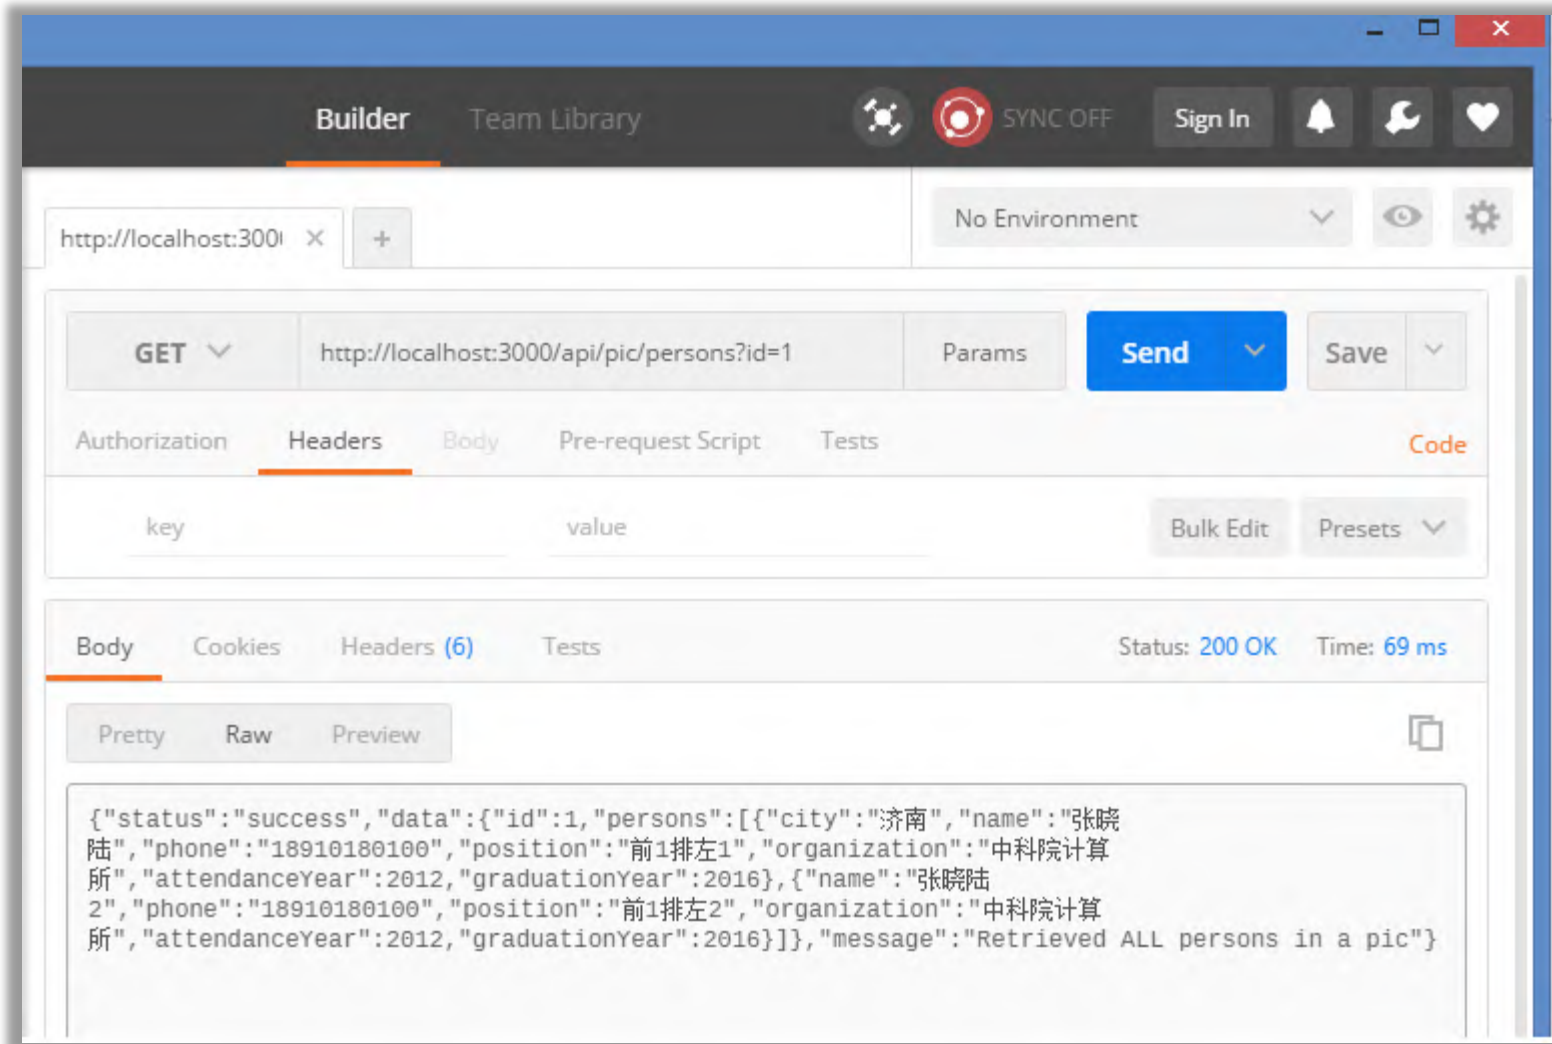 Builder Team Library SYNC OFF Sign In
No Environment
http://localhost:300 × +
GET http://localhost:3000/api/pic/persons?id=1 Params Send Save
Authorization Headers Body Pre-request Script Tests Code
key value Bulk Edit Presets
Body Cookies Headers (6) Tests Status: 200 OK Time: 69 ms
Pretty Raw Preview
{"status":"success","data":{"id":1,"persons":[{"city":"济南","name":"张晓
陆","phone":"18910180100","position":"前1排左1","organization":"中科院计算
所","attendanceYear":2012,"graduationYear":2016},{"name":"张晓陆
2","phone":"18910180100","position":"前1排左2","organization":"中科院计算
所","attendanceYear":2012,"graduationYear":2016}]},"message":"Retrieved ALL persons in a pic"}